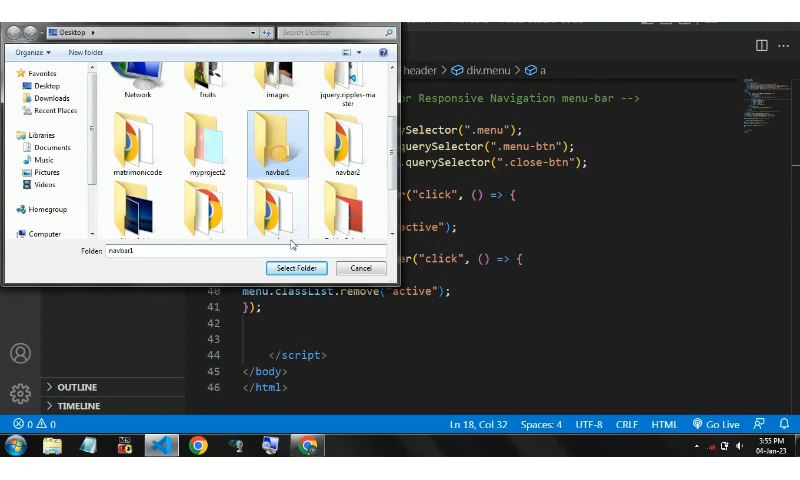 Desktop
Search Desktop
Organize
New folder
Favorites
Desktop
Downloads
Recent Places
Libraries
Documents
Music
Pictures
Videos
Homegroup
Computer
Network
fruits
images
jquery.ripples-ma
ster
matrimonicode
myproject2
navbar1
navbar2
Folder: navbar1
Select Folder
Cancel
header > div.menu > a
or Responsive Navigation menu-bar -->
ySelector(".menu");
querySelector(".menu-btn");
.querySelector(".close-btn");
("click", () => {
active");
er("click", () => {
40 menu.classList.remove("active");
41 });
42
43
44 </script>
45 </body>
46 </html>
OUTLINE
TIMELINE
0 0
Ln 18, Col 32
Spaces: 4
UTF-8
CRLF
HTML
Go Live
3:55 PM
04-Jan-23